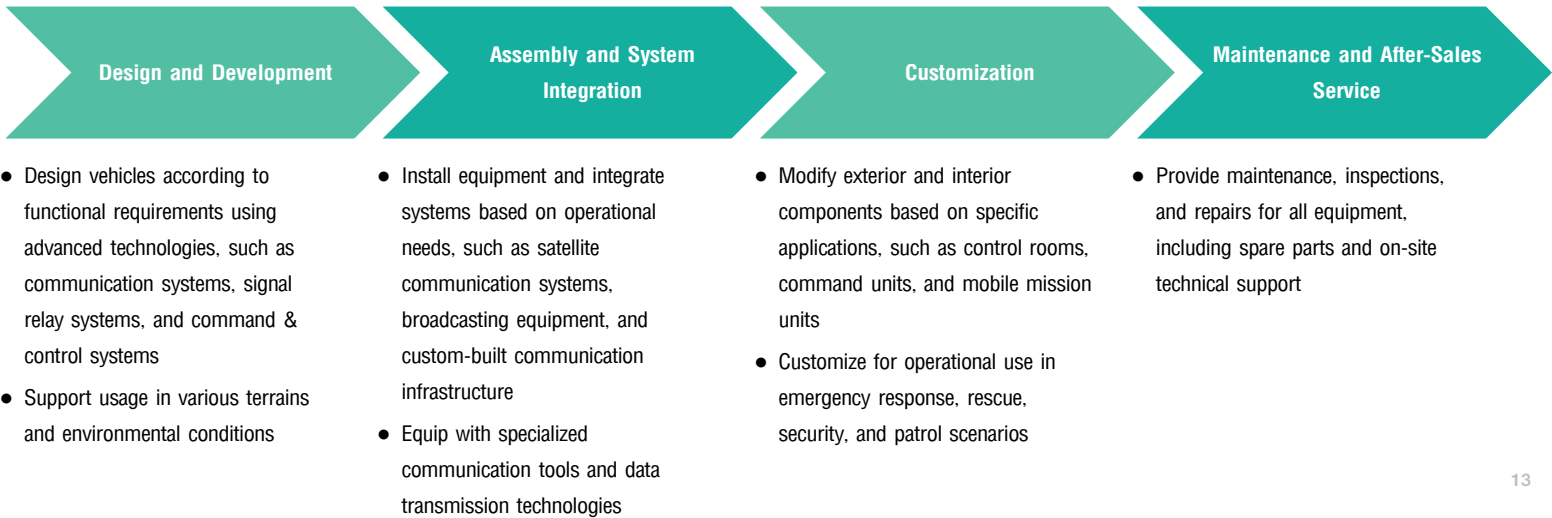 Design and Development
Assembly and System
Integration
Customization
Maintenance and After-Sales
Service
● Design vehicles according to
functional requirements using
advanced technologies, such as
communication systems, signal
relay systems, and command &
control systems
● Support usage in various terrains
and environmental conditions
● Install equipment and integrate
systems based on operational
needs, such as satellite
communication systems,
broadcasting equipment, and
custom-built communication
infrastructure
● Equip with specialized
communication tools and data
transmission technologies
● Modify exterior and interior
components based on specific
applications, such as control rooms,
command units, and mobile mission
units
● Customize for operational use in
emergency response, rescue,
security, and patrol scenarios
● Provide maintenance, inspections,
and repairs for all equipment,
including spare parts and on-site
technical support
13